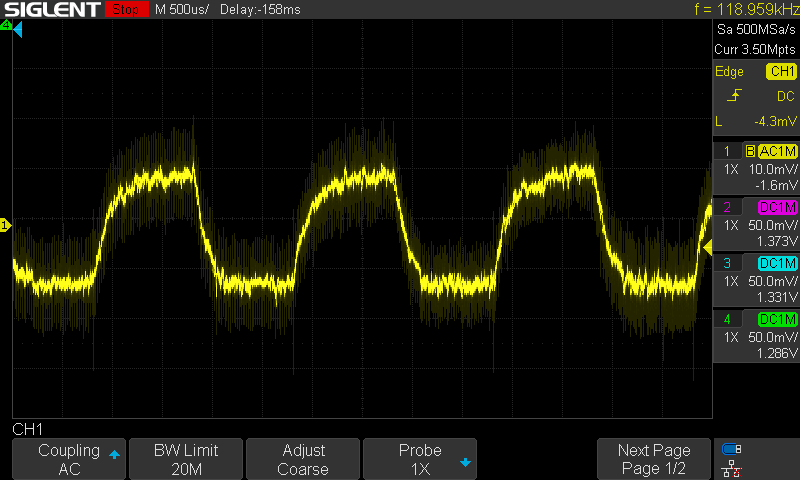 SIGLENT Stop M 500us/ Delay:-158ms f = 118.959kHz
Sa 500MSa/s
Curr 3.50Mpts
Edge CH1
DC
L -4.3mV
1 B AC1M
1X 10.0mV/
-1.6mV
2 DC1M
1X 50.0mV/
1.373V
3 DC1M
1X 50.0mV/
1.331V
4 DC1M
1X 50.0mV/
1.286V
4
1
CH1
Coupling
AC
BW Limit
20M
Adjust
Coarse
Probe
1X
Next Page
Page 1/2